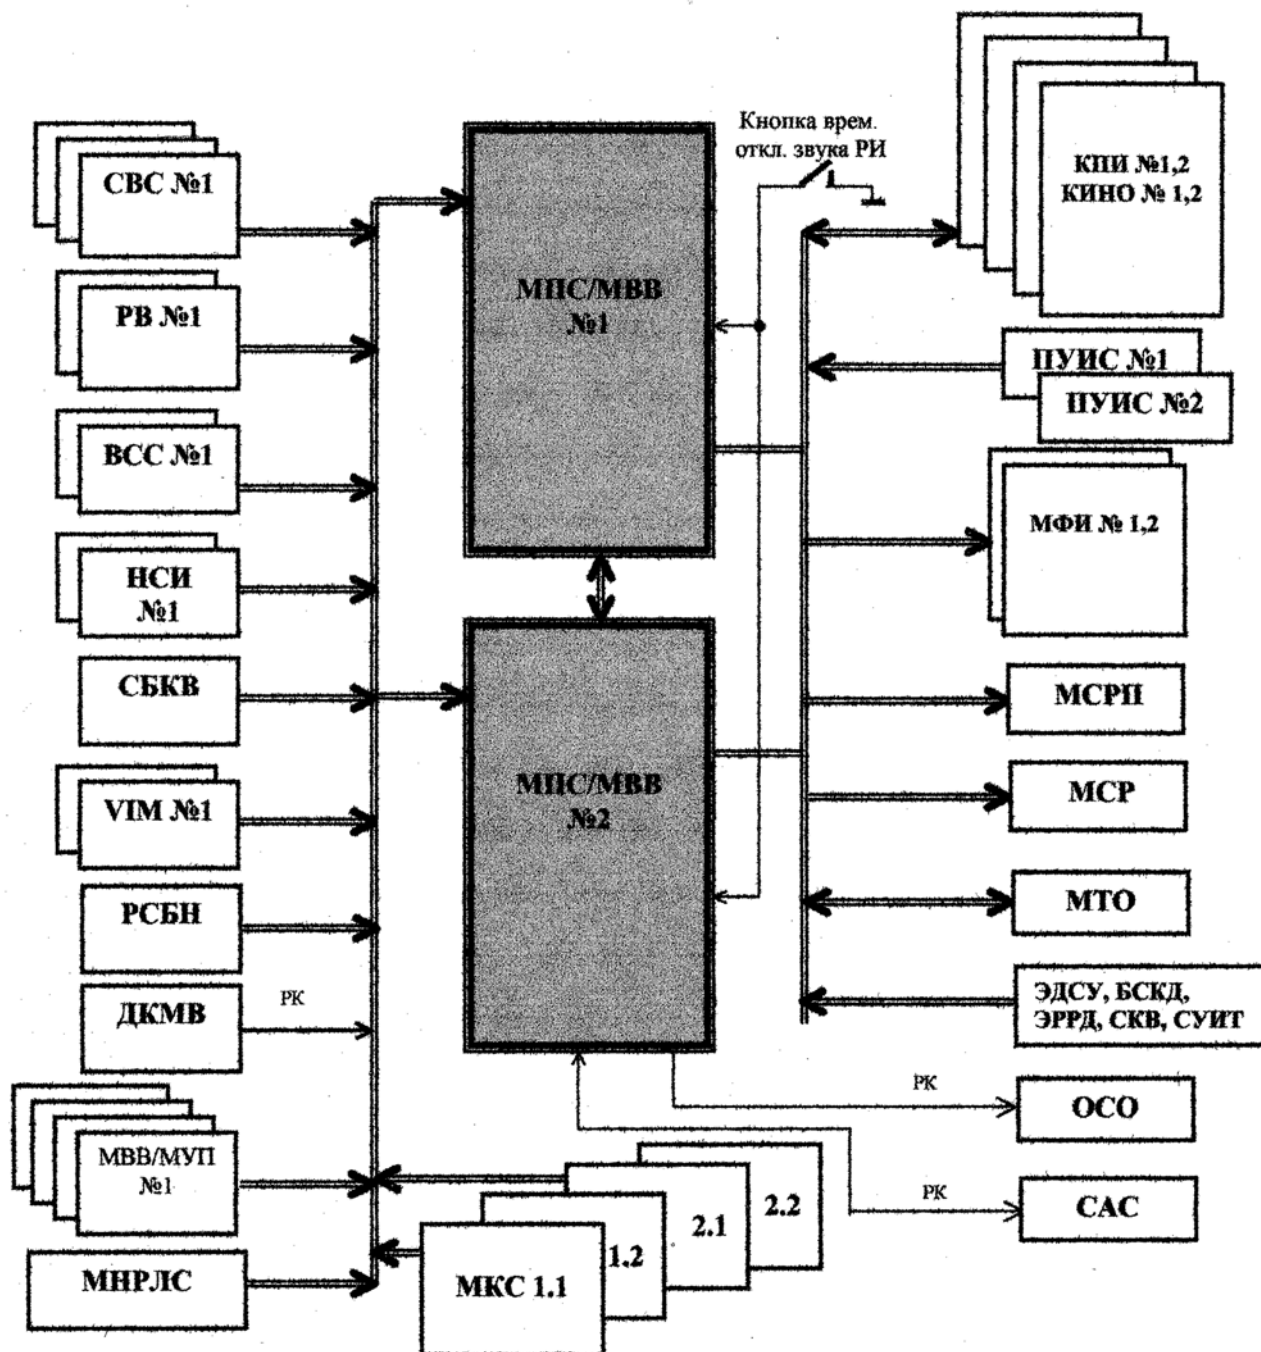 СВС №1
РВ №1
ВСС №1
НСИ
№1
СБКВ
VIM №1
РСБН
ДКМВ
РК
МВВ/МУП
№1
МНРЛС
МПС/МВВ
№1
МПС/МВВ
№2
2.2
2.1
1.2
МКС 1.1
Кнопка врем.
откл. звука РИ
КПИ №1,2
КИНО № 1,2
ПУИС №1
ПУИС №2
МФИ № 1,2
МСРП
МСР
МТО
ЭДСУ, БСКД,
ЭРРД, СКВ, СУИТ
РК
ОСО
РК
САС